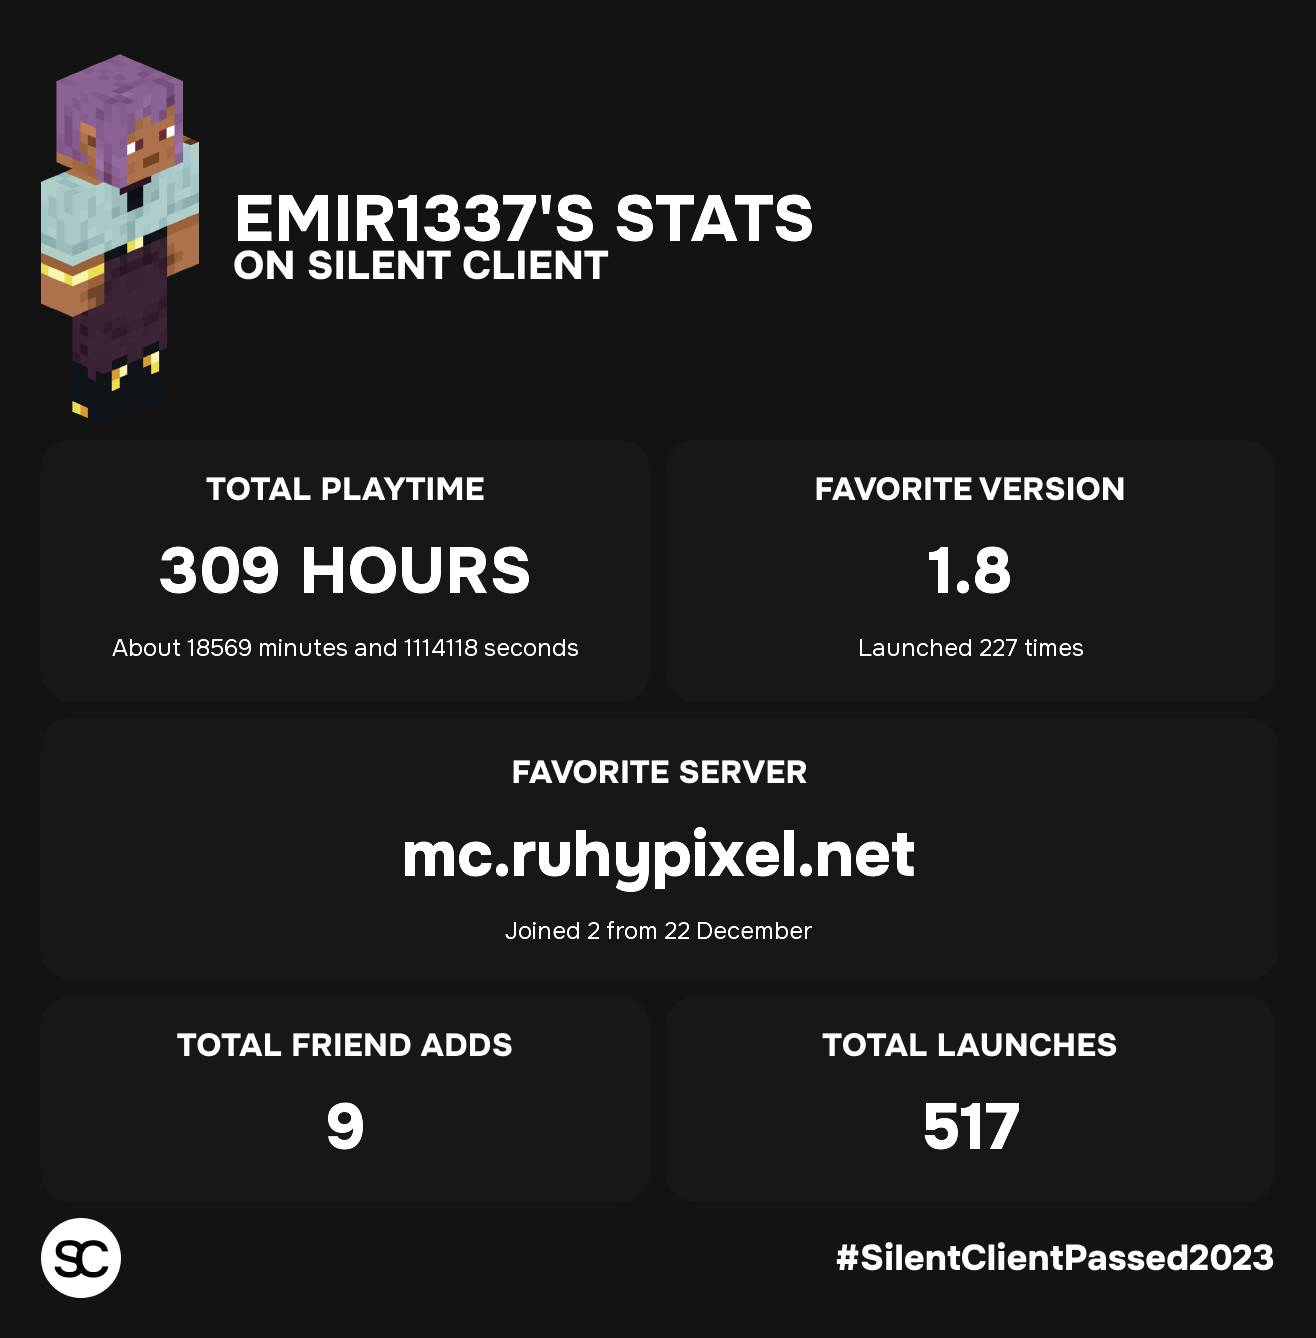 EMIR1337'S STATS
ON SILENT CLIENT
TOTAL PLAYTIME
309 HOURS
About 18569 minutes and 1114118 seconds
FAVORITE VERSION
1.8
Launched 227 times
FAVORITE SERVER
mc.ruhypixel.net
Joined 2 from 22 December
TOTAL FRIEND ADDS
9
TOTAL LAUNCHES
517
SC
#SilentClientPassed2023